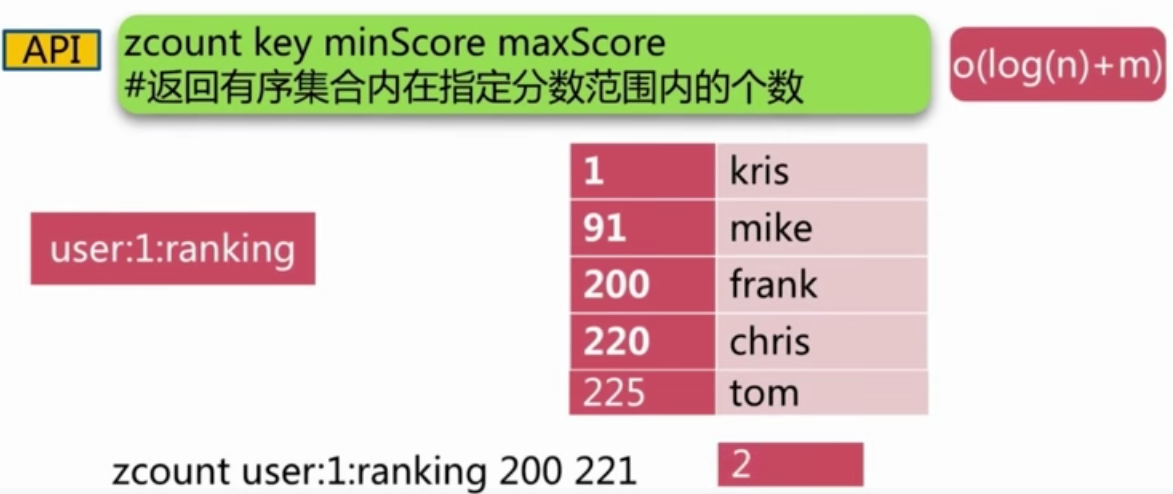 API
zcount key minScore maxScore
#返回有序集合内在指定分数范围内的个数
o(log(n)+m)
user:1:ranking
1 kris
91 mike
200 frank
220 chris
225 tom
zcount user:1:ranking 200 221 2